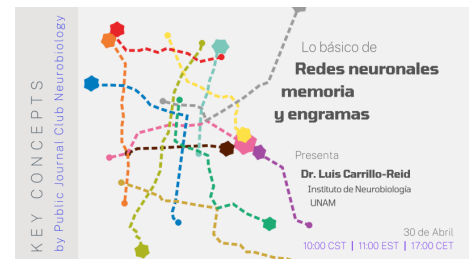 KEY CONCEPTS
by Public Journal Club Neurobiology
Lo básico de
Redes neuronales
memoria
y engramas
Presenta
Dr. Luis Carrillo-Reid
Instituto de Neurobiología
UNAM
30 de Abril
10:00 CST | 11:00 EST | 17:00 CET